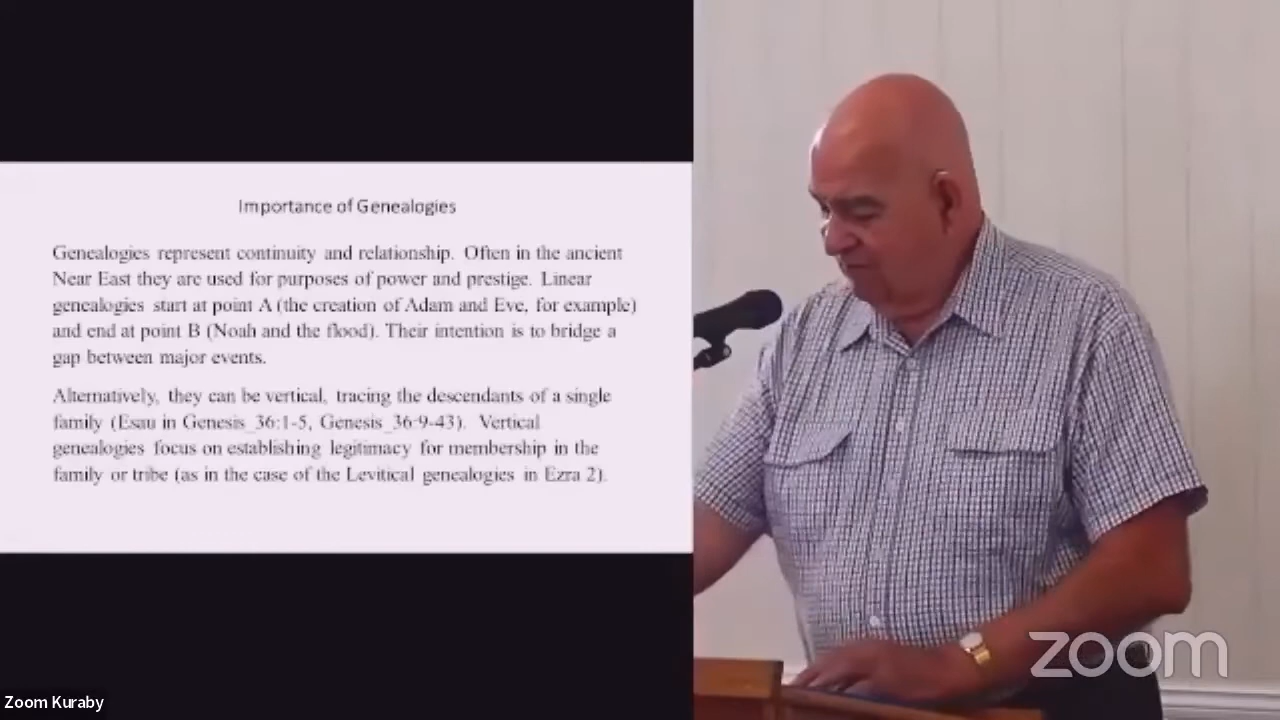 Importance of Genealogies
Genealogies represent continuity and relationship. Often in the ancient
Near East they are used for purposes of power and prestige. Linear
genealogies start at point A (the creation of Adam and Eve, for example)
and end at point B (Noah and the flood). Their intention is to bridge a
gap between major events.
Alternatively, they can be vertical, tracing the descendants of a single
family (Esau in Genesis_36:1-5, Genesis_36:9-43). Vertical
genealogies focus on establishing legitimacy for membership in the
family or tribe (as in the case of the Levitical genealogies in Ezra 2).
zoom
Zoom Kuraby